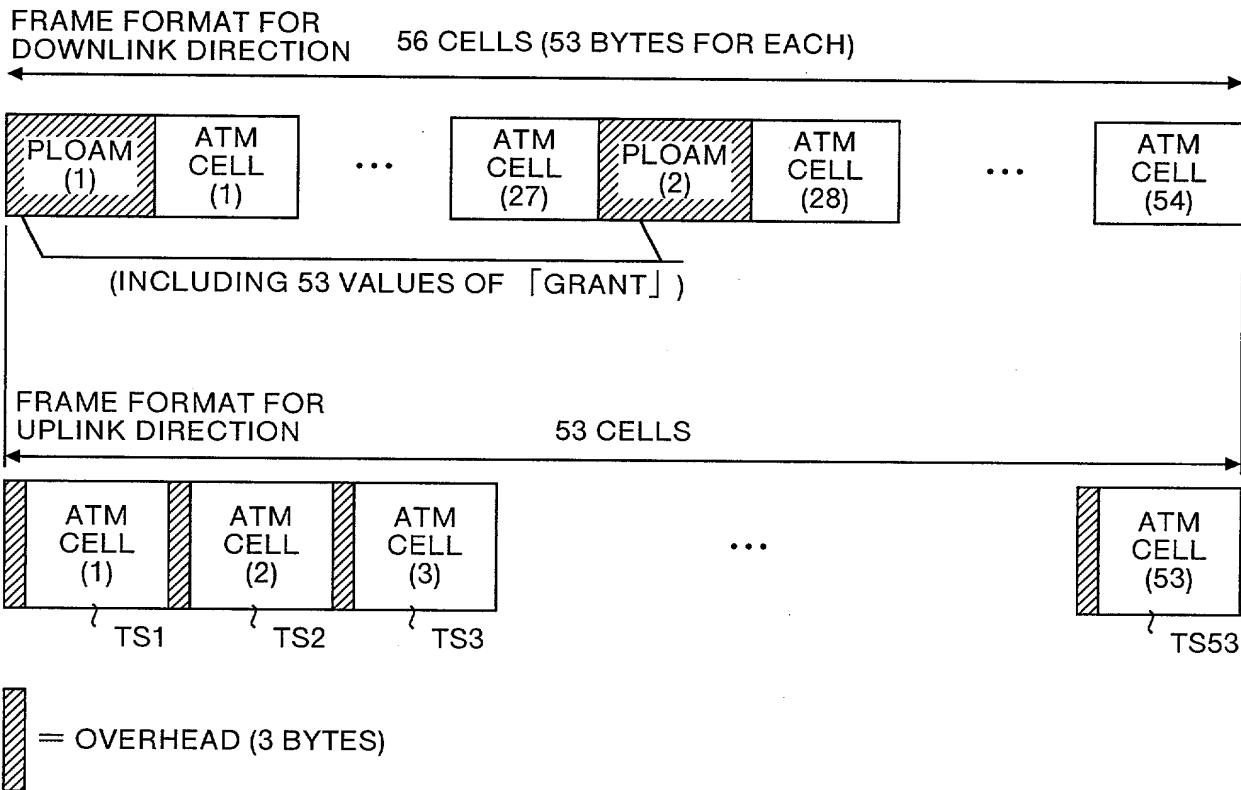 FRAME FORMAT FOR
DOWNLINK DIRECTION
56 CELLS (53 BYTES FOR EACH)
PLOAM
(1)
ATM
CELL
(1)
...
ATM
CELL
(27)
PLOAM
(2)
ATM
CELL
(28)
...
ATM
CELL
(54)
(INCLUDING 53 VALUES OF 「GRANT」)
FRAME FORMAT FOR
UPLINK DIRECTION
53 CELLS
ATM
CELL
(1)
ATM
CELL
(2)
ATM
CELL
(3)
...
ATM
CELL
(53)
TS1
TS2
TS3
TS53
= OVERHEAD (3 BYTES)